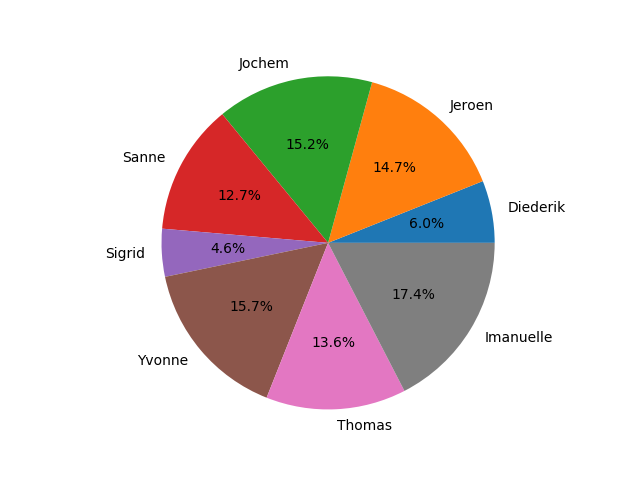 Jochem
Jeroen
15.2%
Sanne
14.7%
12.7%
Diederik
6.0%
Sigrid
4.6%
17.4%
15.7%
Imanuelle
13.6%
Yvonne
Thomas